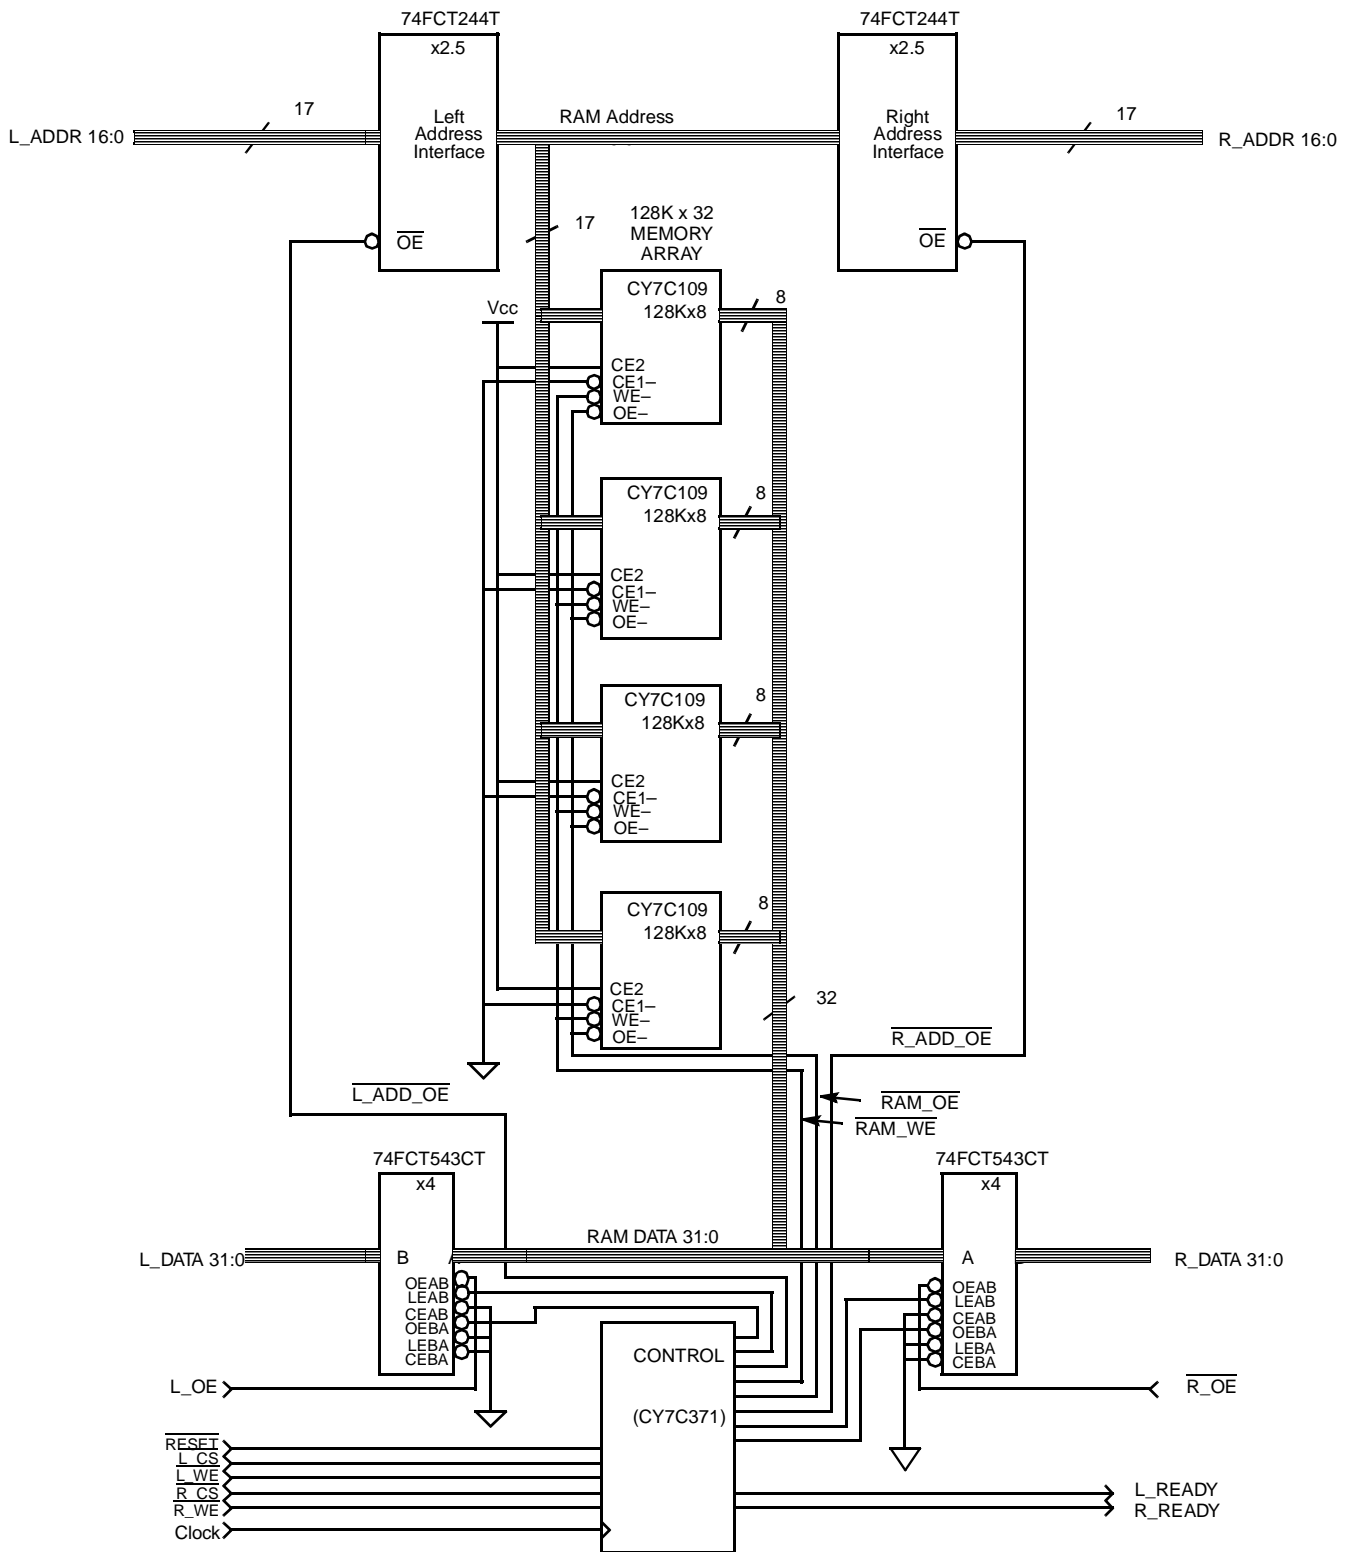 74FCT244T
74FCT244T
x2.5
x2.5
L_ADDR 16:0
17
Left
Address
Interface
RAM Address
Right
Address
Interface
17
R_ADDR 16:0
OE
OE
17
128K x 32
MEMORY
ARRAY
Vcc
CY7C109
128Kx8
8
CE2
CE1–
WE–
OE–
CY7C109
128Kx8
8
CE2
CE1–
WE–
OE–
CY7C109
128Kx8
8
CE2
CE1–
WE–
OE–
CY7C109
128Kx8
8
CE2
CE1–
WE–
OE–
32
R_ADD_OE
L_ADD_OE
RAM_OE
RAM_WE
74FCT543CT
x4
74FCT543CT
x4
L_DATA 31:0
B
RAM DATA 31:0
A
R_DATA 31:0
OEAB
LEAB
CEAB
OEBA
LEBA
CEBA
OEAB
LEAB
CEAB
OEBA
LEBA
CEBA
CONTROL
(CY7C371)
L_OE
R_OE
RESET
L_CS
L_WE
R_CS
R_WE
Clock
L_READY
R_READY